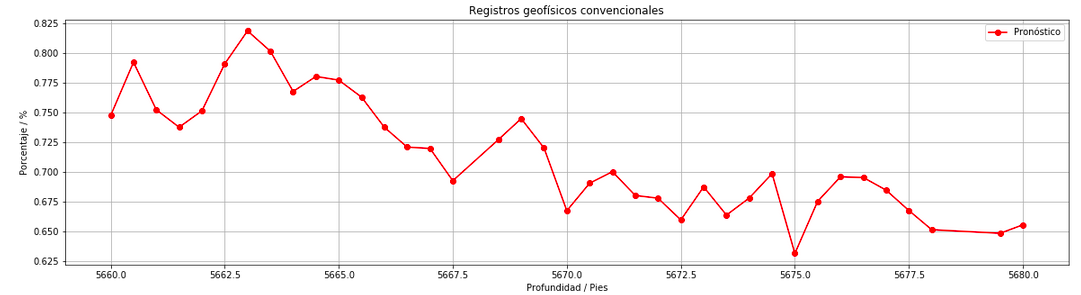 Registros geofísicos convencionales
Pronóstico
Porcentaje / %
0.825
0.800
0.775
0.750
0.725
0.700
0.675
0.650
0.625
5660.0 5662.5 5665.0 5667.5 5670.0 5672.5 5675.0 5677.5 5680.0
Profundidad / Pies